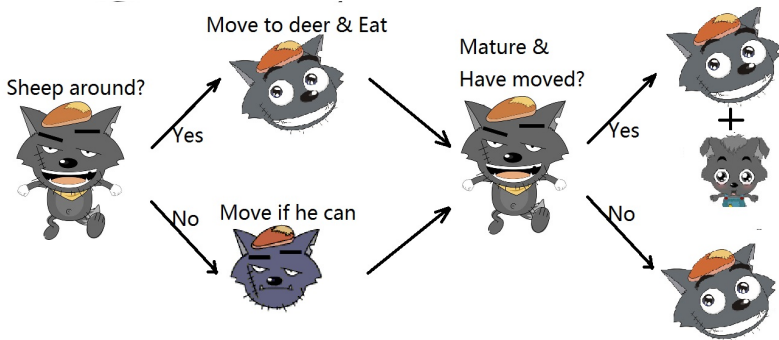 Move to deer & Eat
Mature &
Have moved?
Sheep around?
Yes
Yes
+
No
Move if he can
No